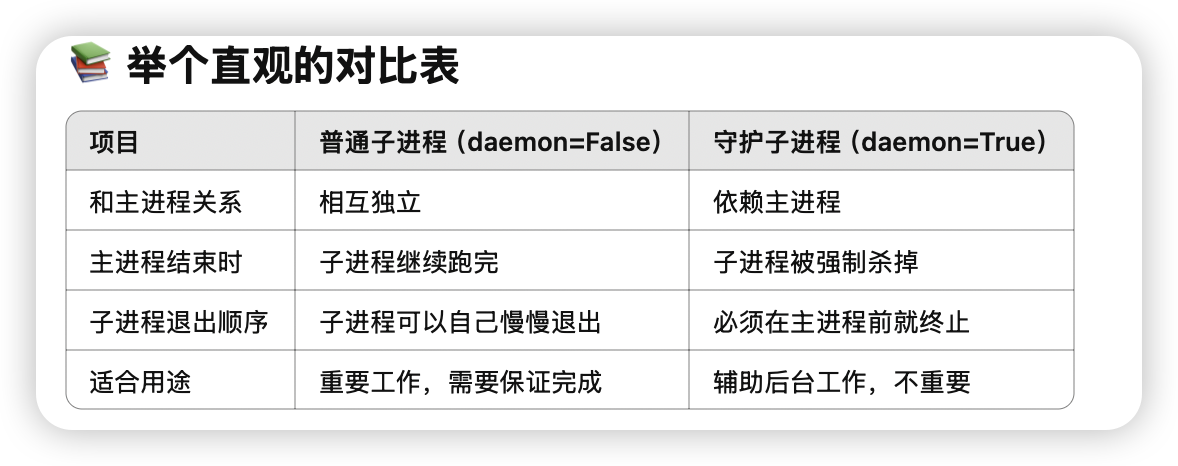 📚 举个直观的对比表
项目 普通子进程（daemon=False） 守护子进程（daemon=True）
和主进程关系 相互独立 依赖主进程
主进程结束时 子进程继续跑完 子进程被强制杀掉
子进程退出顺序 子进程可以自己慢慢退出 必须在主进程前就终止
适合用途 重要工作，需要保证完成 辅助后台工作，不重要